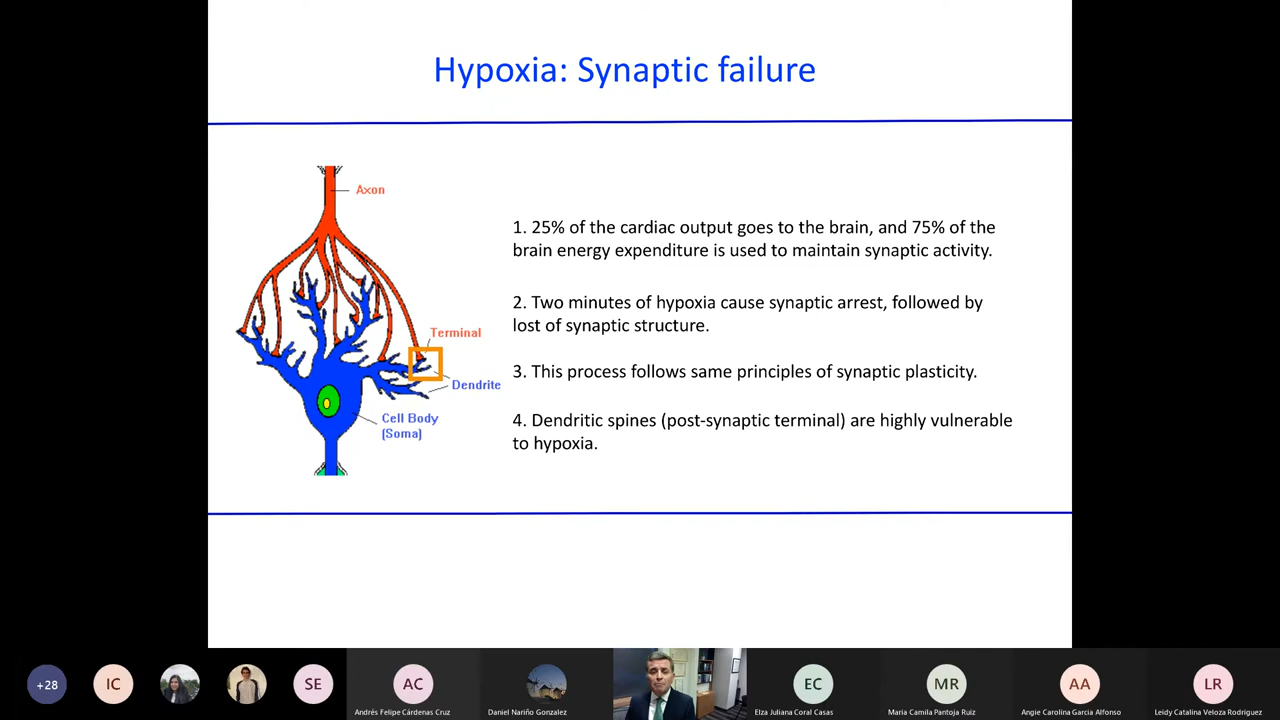 Hypoxia: Synaptic failure
Axon
1. 25% of the cardiac output goes to the brain, and 75% of the
brain energy expenditure is used to maintain synaptic activity.
2. Two minutes of hypoxia cause synaptic arrest, followed by
lost of synaptic structure.
Terminal
3. This process follows same principles of synaptic plasticity.
Dendrite
Cell Body
(Soma)
4. Dendritic spines (post-synaptic terminal) are highly vulnerable
to hypoxia.
+28
IC
SE
AC
EC
MR
AA
LR
Andrés Felipe Cárdenas Cruz
Daniel Nariño Gonzalez
Elza Juliana Coral Casas
Maria Camila Pantoja Ruiz
Angie Carolina Garcia Alfonso
Leidy Catalina Veloza Rodriguez